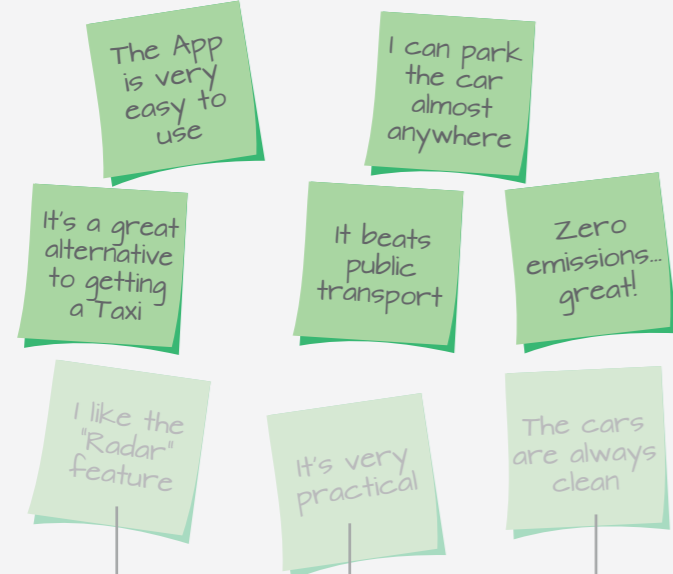 The App
is very
easy to
use
I can park
the car
almost
anywhere
It's a great
alternative
to getting
a Taxi
It beats
public
transport
Zero
emissions...
great!
I like the
"Radar"
feature
It's very
practical
The cars
are always
clean